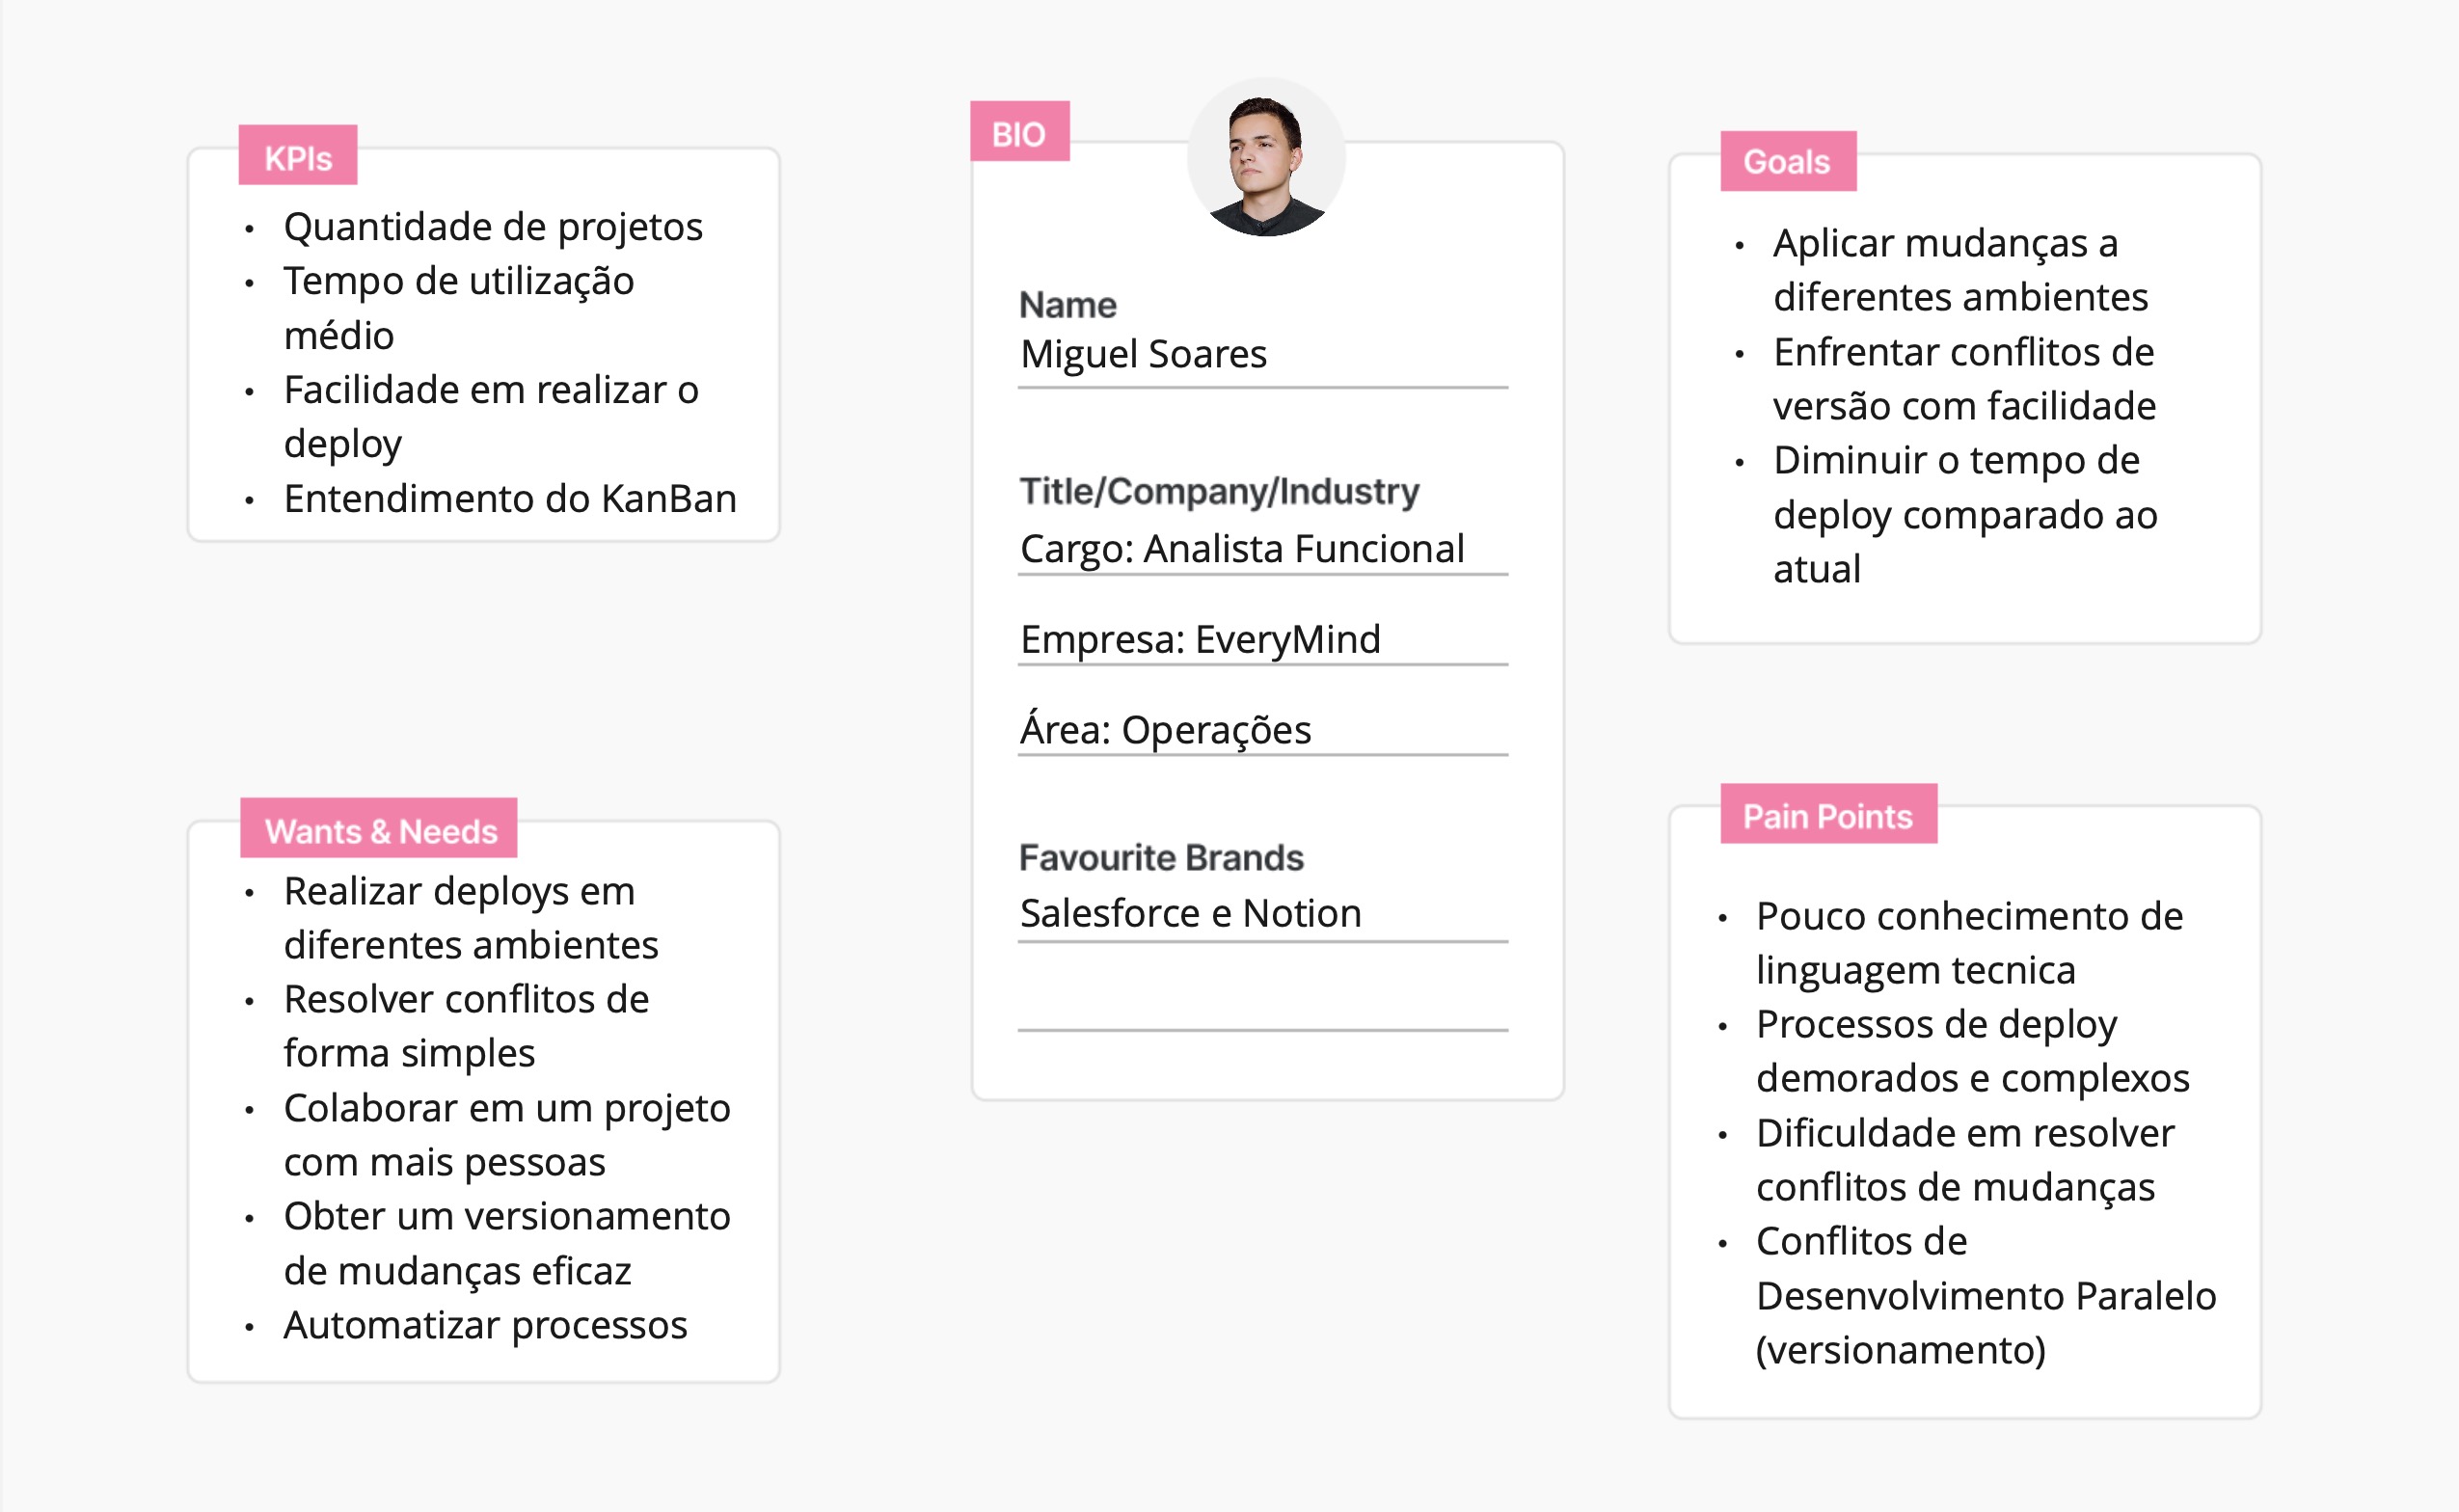 KPIs
• Quantidade de projetos
• Tempo de utilização
médio
• Facilidade em realizar o
deploy
• Entendimento do KanBan
Wants & Needs
• Realizar deploys em
diferentes ambientes
• Resolver conflitos de
forma simples
• Colaborar em um projeto
com mais pessoas
• Obter um versionamento
de mudanças eficaz
• Automatizar processos
BIO
Name
Miguel Soares
Title/Company/Industry
Cargo: Analista Funcional
Empresa: EveryMind
Área: Operações
Favourite Brands
Salesforce e Notion
Goals
• Aplicar mudanças a
diferentes ambientes
• Enfrentar conflitos de
versão com facilidade
• Diminuir o tempo de
deploy comparado ao
atual
Pain Points
• Pouco conhecimento de
linguagem tecnica
• Processos de deploy
demorados e complexos
• Dificuldade em resolver
conflitos de mudanças
• Conflitos de
Desenvolvimento Paralelo
(versionamento)